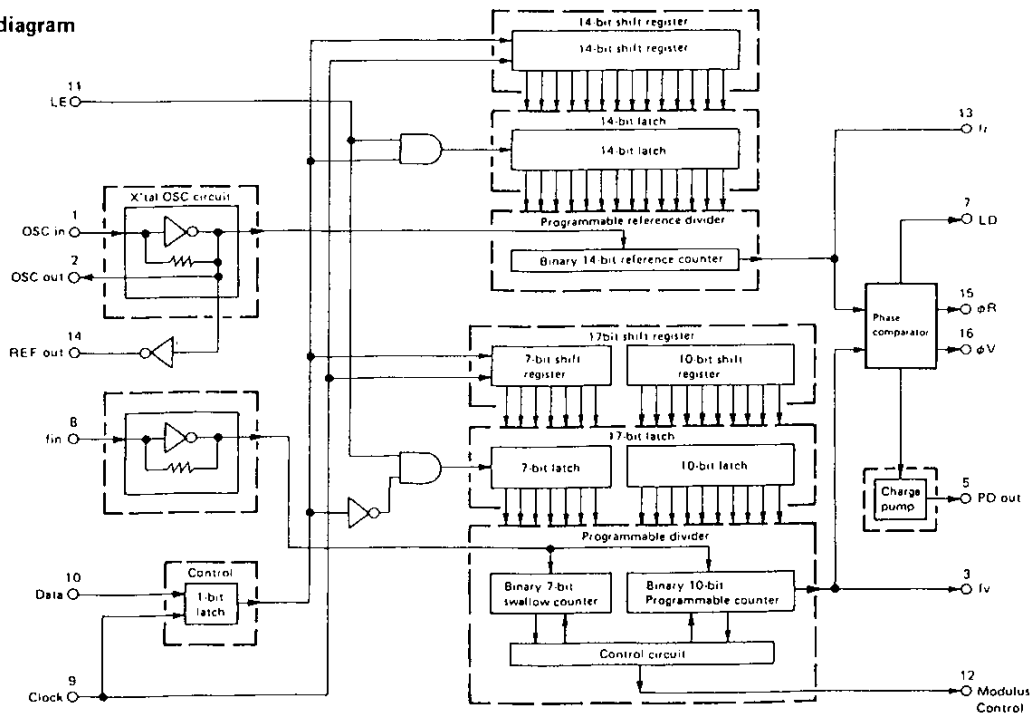 diagram
14-bit shift register
14-bit shift register
11
LE
14-bit latch
14-bit latch
13
fr
X'tal OSC circuit
1
OSC in
2
OSC out
Programmable reference divider
Binary 14-bit reference counter
7
LD
14
REF out
Phase
comparator
15
φR
16
φV
17bit shift register
7-bit shift
register
10-bit shift
register
8
fin
17-bit latch
7-bit latch
10-bit latch
Charge
pump
5
PD out
Programmable divider
10
Data
Control
1-bit
latch
Binary 7-bit
swallow counter
Binary 10-bit
Programmable counter
3
fv
Control circuit
9
Clock
12
Modulus
Control